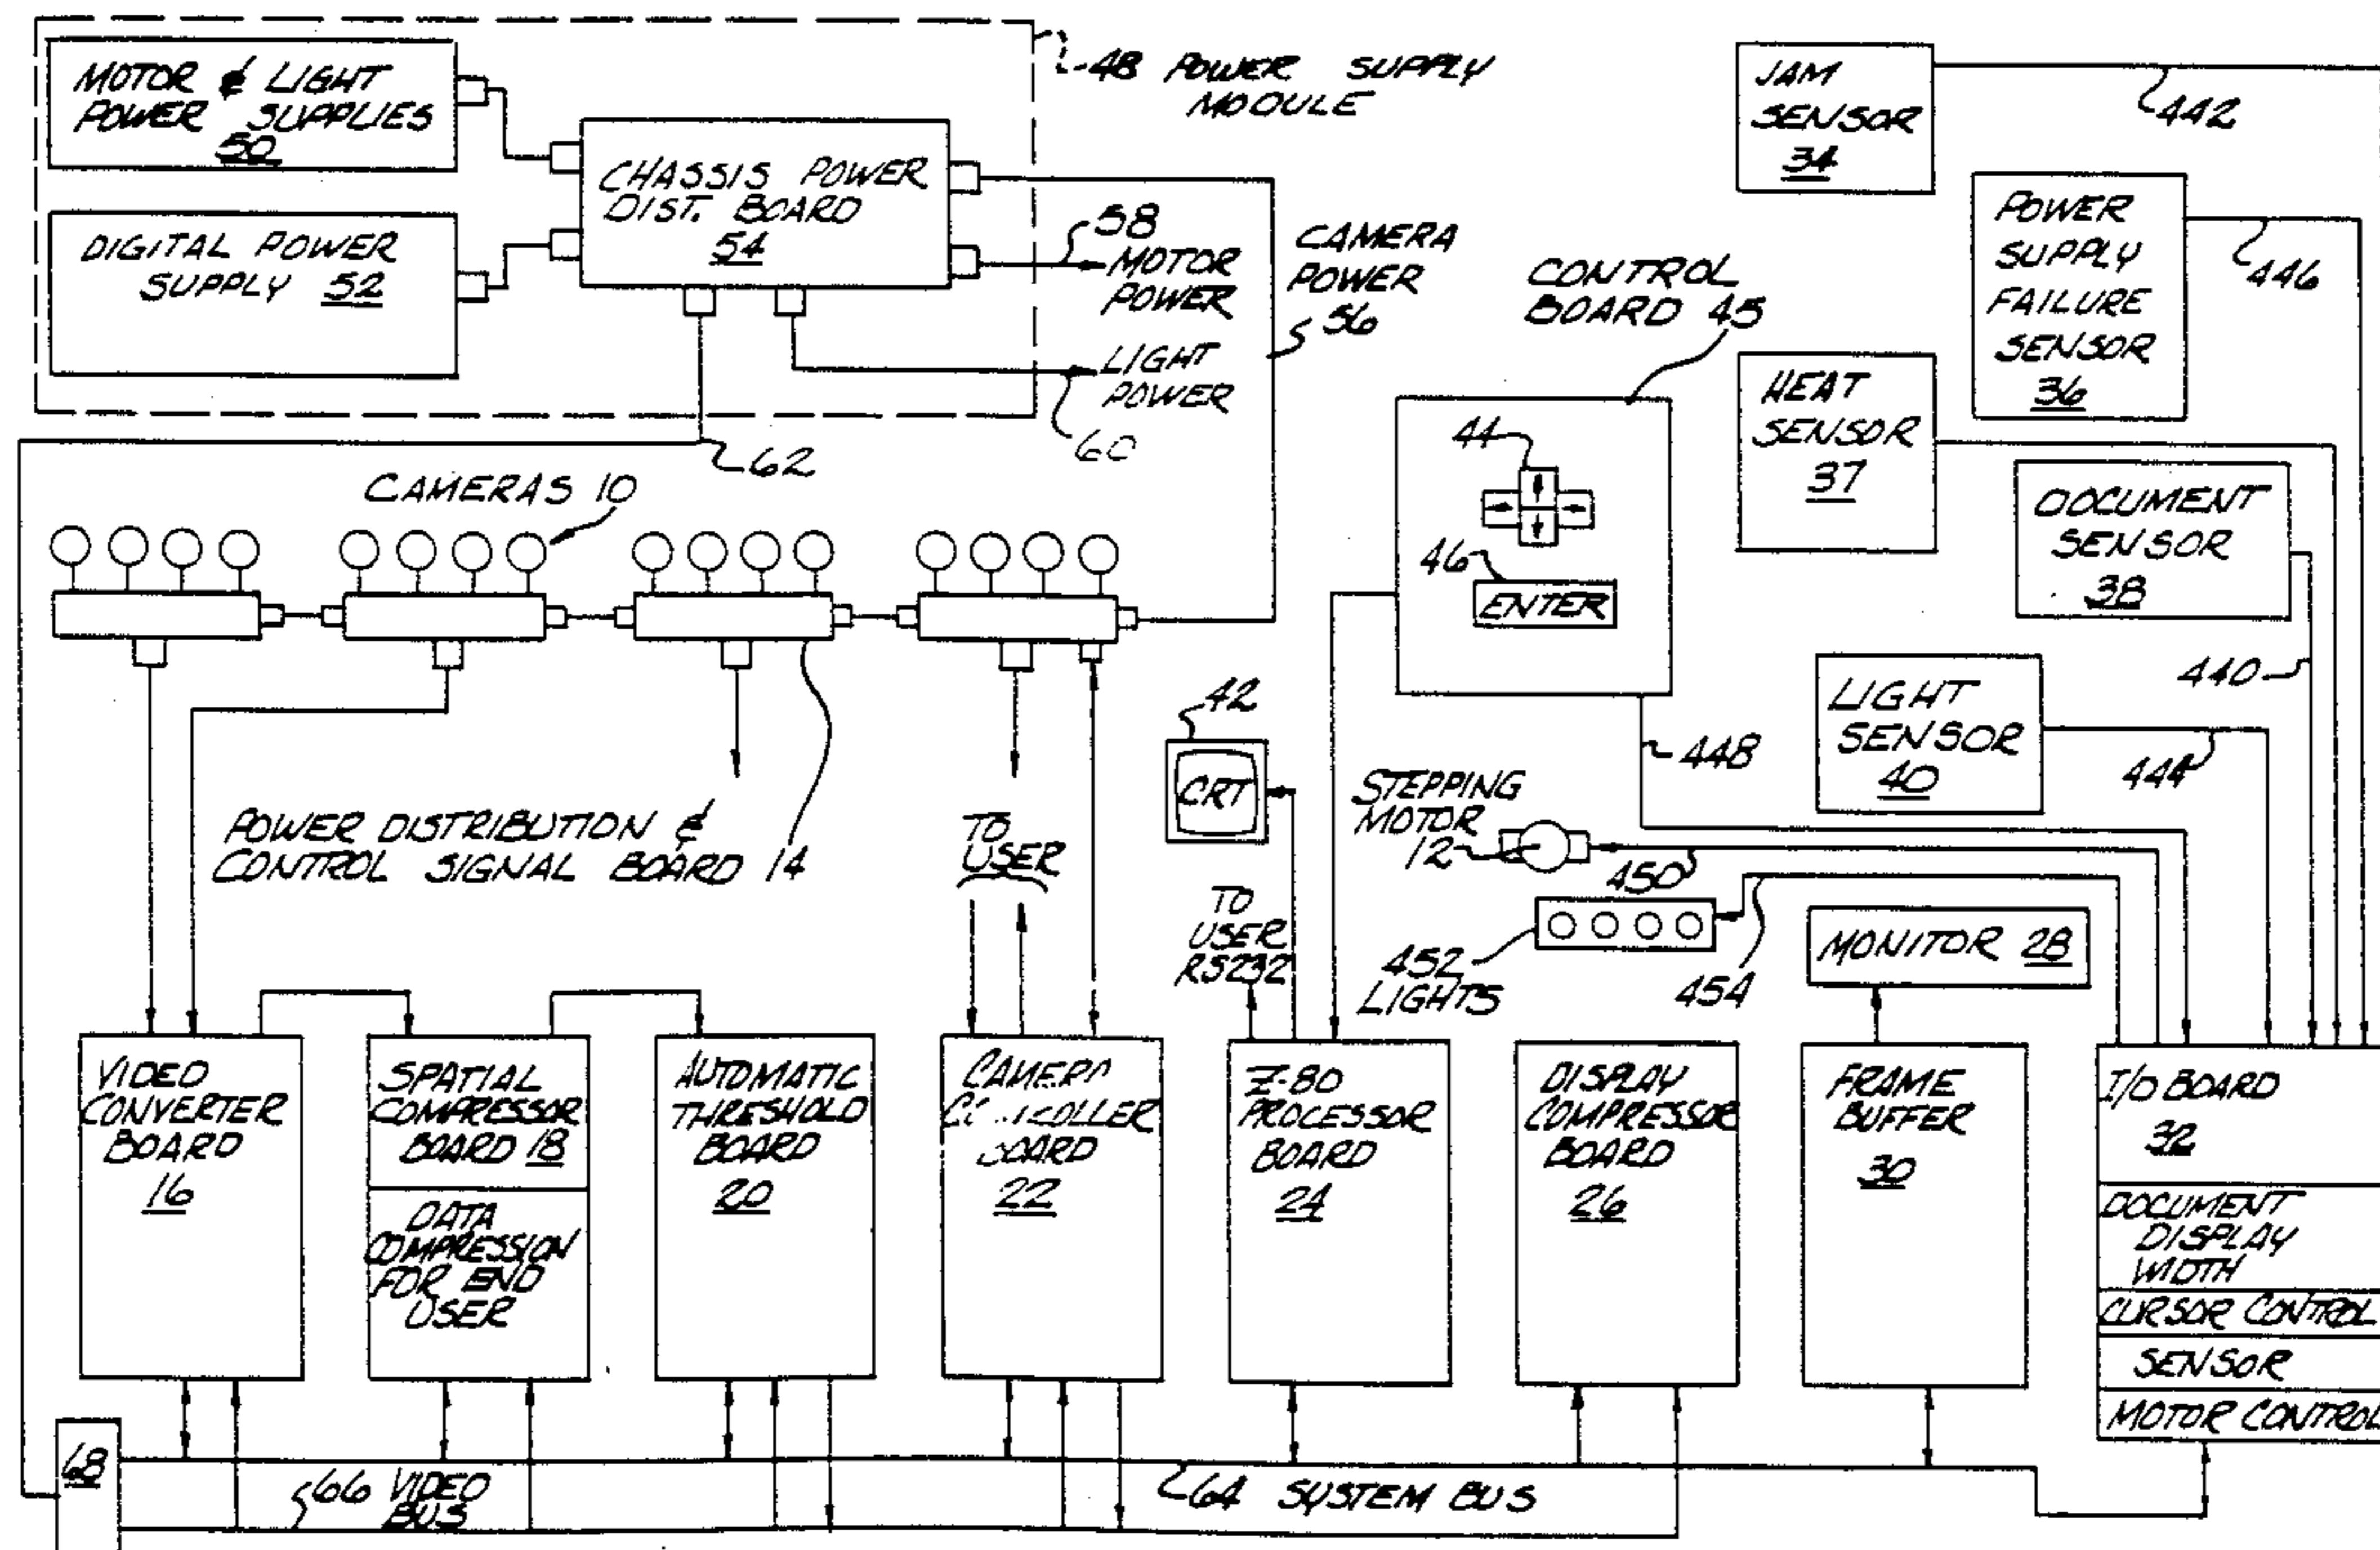 MOTOR & LIGHT
POWER SUPPLIES
50
DIGITAL POWER
SUPPLY 52
CHASSIS POWER
DIST. BOARD
54
48 POWER SUPPLY
MODULE
58
MOTOR
POWER
LIGHT
POWER
60
62
CAMERA
POWER
56
JAM
SENSOR
34
442
POWER
SUPPLY
FAILURE
SENSOR
36
446
CONTROL
BOARD 45
44
46
ENTER
HEAT
SENSOR
37
DOCUMENT
SENSOR
38
440
LIGHT
SENSOR
40
444
448
CAMERAS 10
POWER DISTRIBUTION &
CONTROL SIGNAL BOARD 14
TO
USER
42
CRT
STEPPING
MOTOR
12
450
TO
USER
RS232
452
LIGHTS
454
MONITOR 28
VIDEO
CONVERTER
BOARD
16
SPATIAL
COMPRESSOR
BOARD 18
DATA
COMPRESSION
FOR END
USER
AUTOMATIC
THRESHOLD
BOARD
20
CAMERA
CONTROLLER
BOARD
22
Z-80
PROCESSOR
BOARD
24
DISPLAY
COMPRESSOR
BOARD
26
FRAME
BUFFER
30
I/O BOARD
32
DOCUMENT
DISPLAY
WIDTH
CURSOR CONTROL
SENSOR
MOTOR CONTROL
68
66 VIDEO
BUS
64 SYSTEM BUS